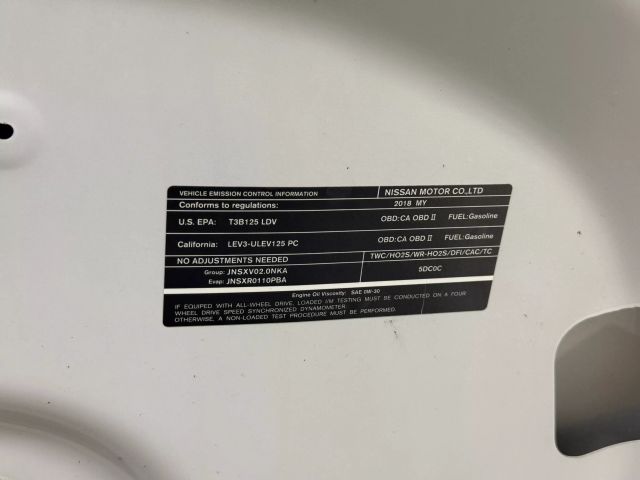 VEHICLE EMISSION CONTROL INFORMATION NISSAN MOTOR CO.,LTD
Conforms to regulations: 2018 MY
U.S. EPA: T3B125 LDV OBD:CA OBD II FUEL:Gasoline
California: LEV3-ULEV125 PC OBD:CA OBD II FUEL:Gasoline
NO ADJUSTMENTS NEEDED TWC/HO2S/WR-HO2S/DFI/CAC/TC
Group: JNSXV02.0NKA 5DC0C
Evap: JNSXR0110PBA
Engine Oil Viscosity: SAE 0W-30
IF EQUIPPED WITH ALL-WHEEL DRIVE, LOADED I/M TESTING MUST BE CONDUCTED ON A FOUR
WHEEL DRIVE SPEED SYNCHRONIZED DYNAMOMETER.
OTHERWISE, A NON-LOADED TEST PROCEDURE MUST BE PERFORMED.